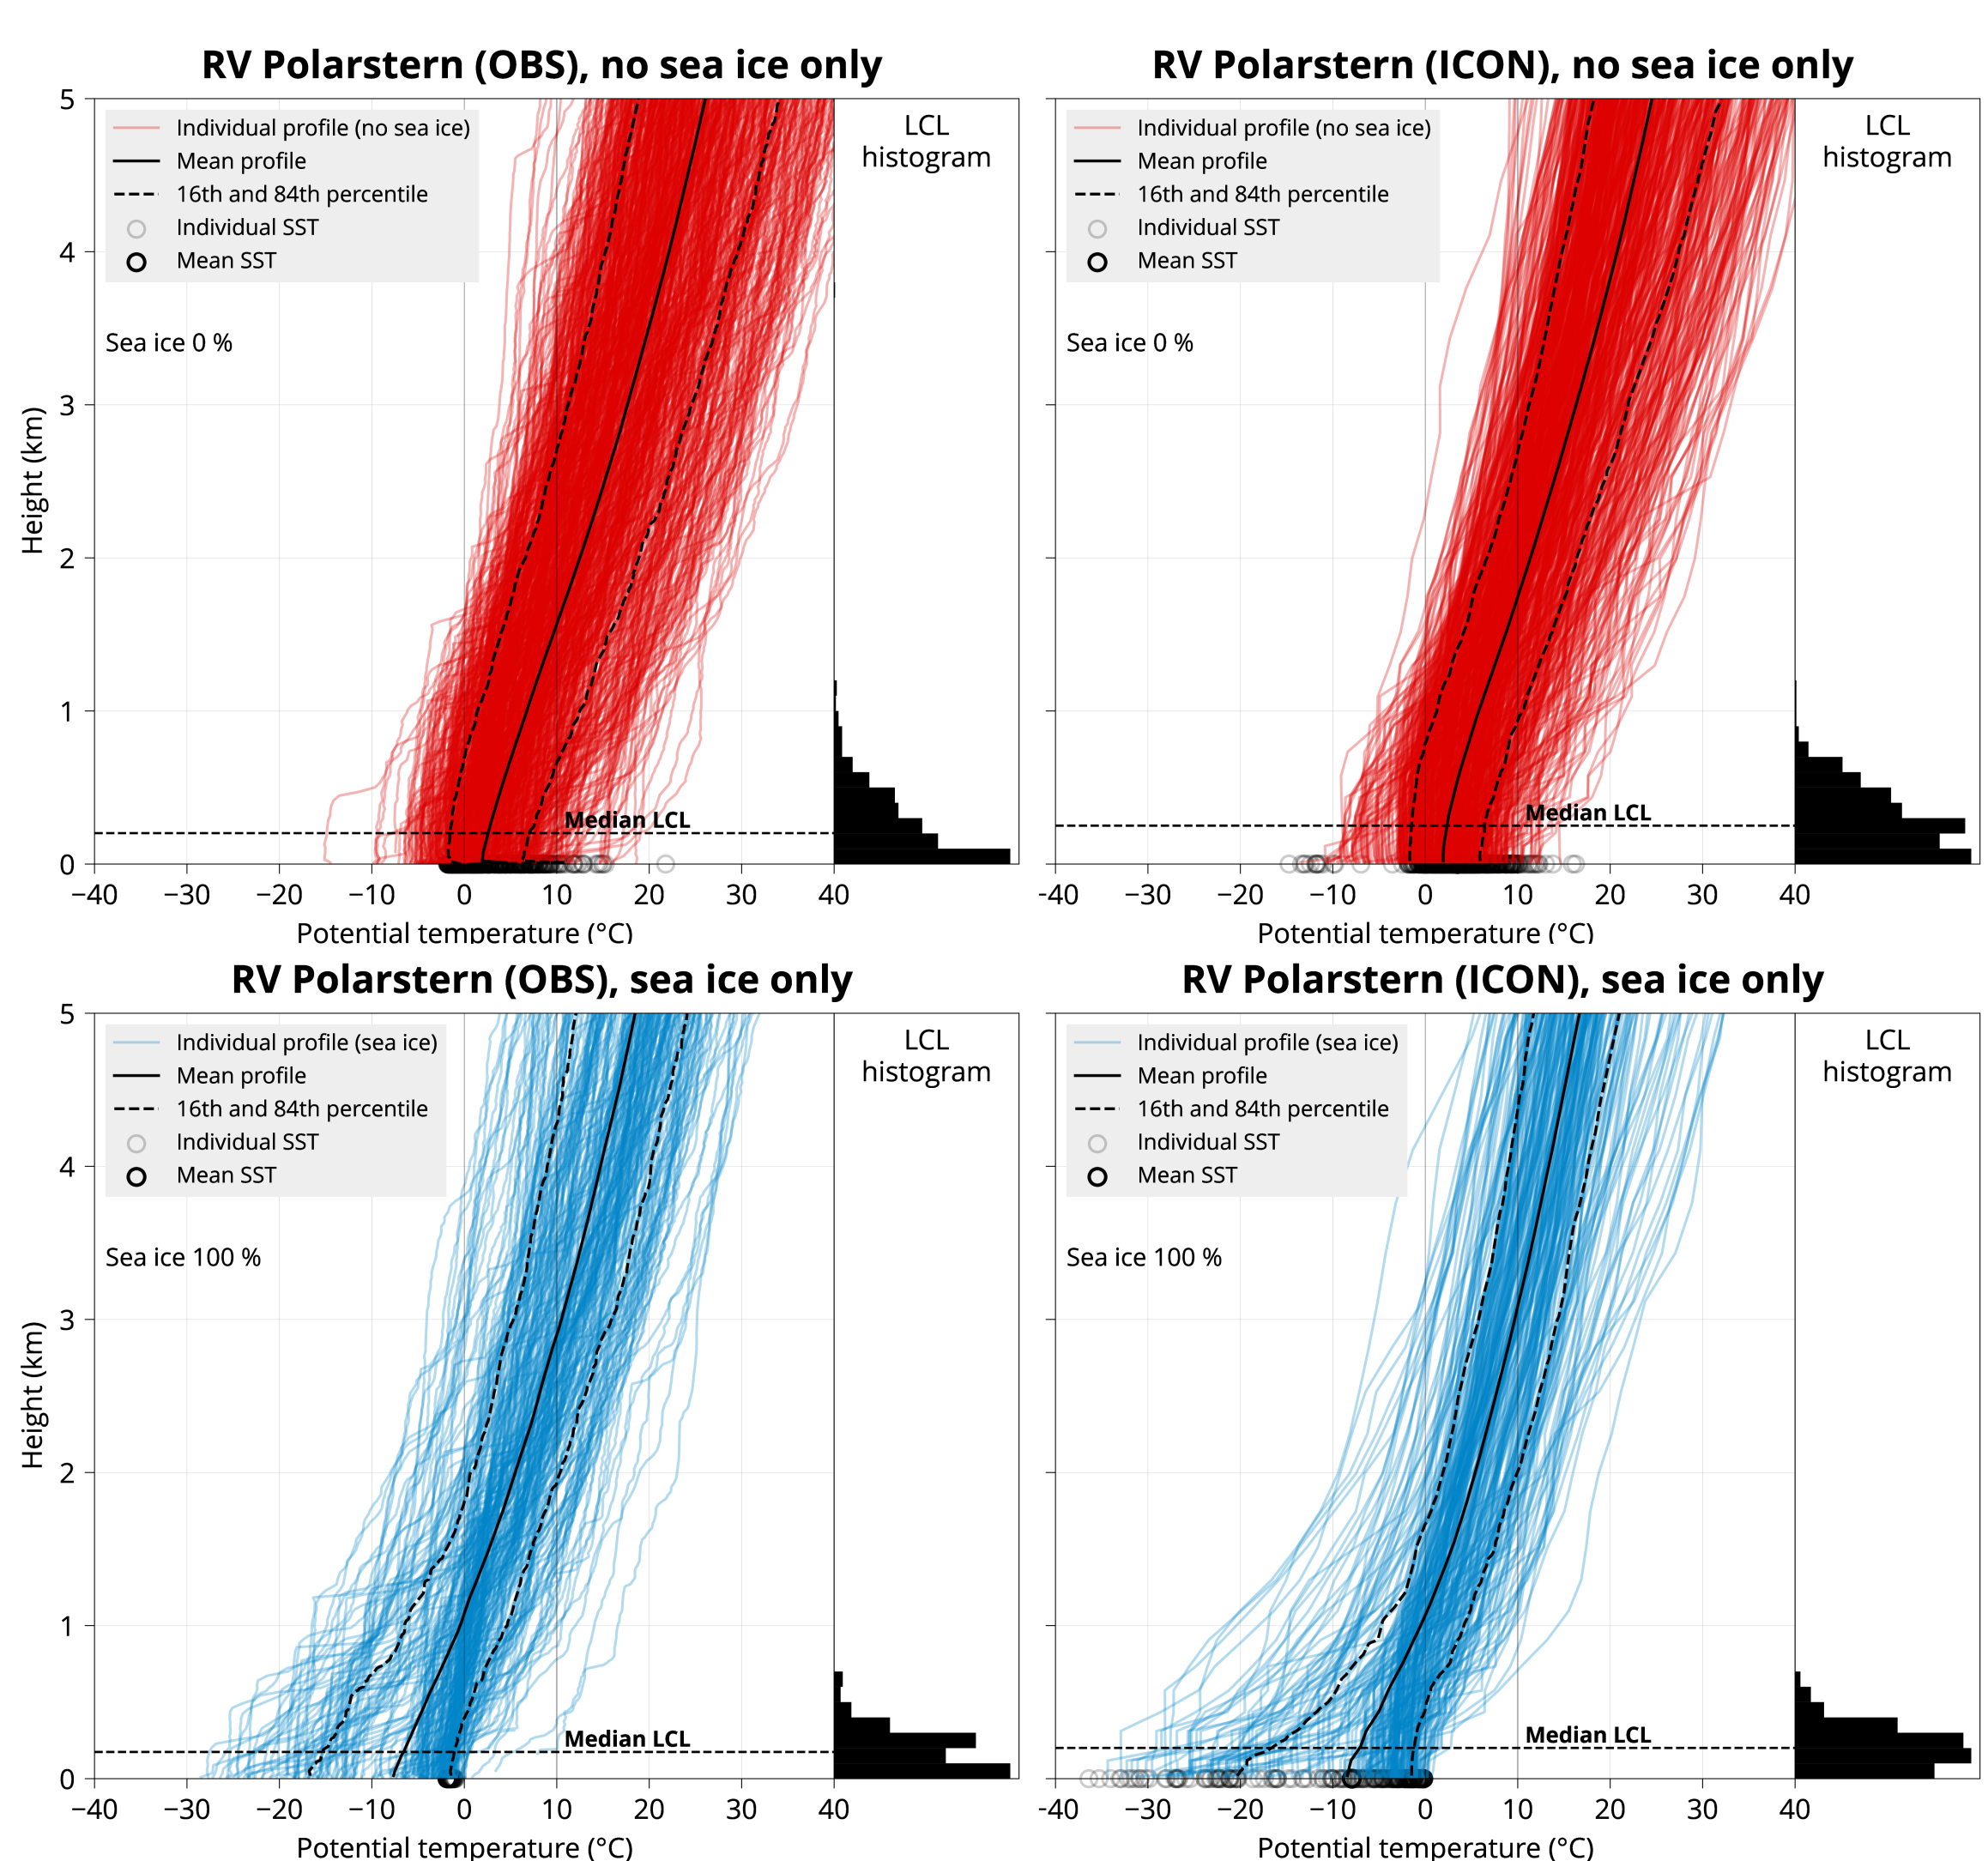 RV Polarstern (OBS), no sea ice only
Individual profile (no sea ice)
Mean profile
16th and 84th percentile
Individual SST
Mean SST
LCL
histogram
Sea ice 0 %
Median LCL
5
4
3
2
1
0
Height (km)
−40 −30 −20 −10 0 10 20 30 40
Potential temperature (°C)
RV Polarstern (ICON), no sea ice only
Individual profile (no sea ice)
Mean profile
16th and 84th percentile
Individual SST
Mean SST
LCL
histogram
Sea ice 0 %
Median LCL
-40 −30 −20 −10 0 10 20 30 40
Potential temperature (°C)
RV Polarstern (OBS), sea ice only
Individual profile (sea ice)
Mean profile
16th and 84th percentile
Individual SST
Mean SST
LCL
histogram
Sea ice 100 %
Median LCL
5
4
3
2
1
0
Height (km)
−40 −30 −20 −10 0 10 20 30 40
Potential temperature (°C)
RV Polarstern (ICON), sea ice only
Individual profile (sea ice)
Mean profile
16th and 84th percentile
Individual SST
Mean SST
LCL
histogram
Sea ice 100 %
Median LCL
-40 −30 −20 −10 0 10 20 30 40
Potential temperature (°C)